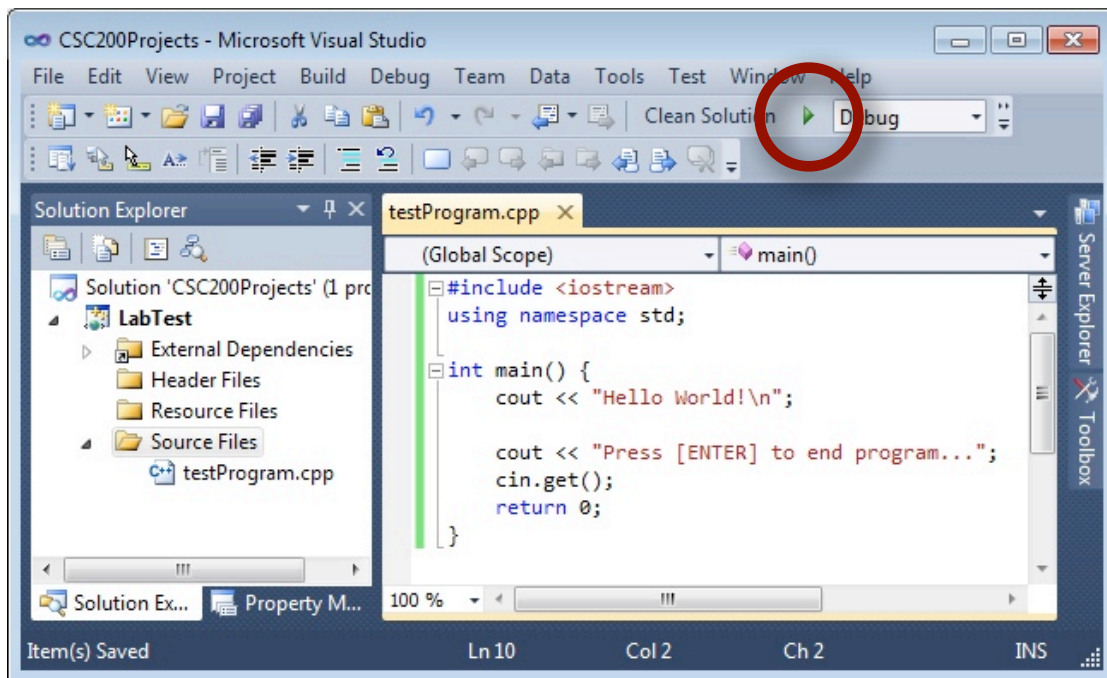 CSC200Projects - Microsoft Visual Studio
File Edit View Project Build Debug Team Data Tools Test Window Help
Clean Solution Debug
Solution Explorer
Solution 'CSC200Projects' (1 pro
LabTest
External Dependencies
Header Files
Resource Files
Source Files
testProgram.cpp
Solution Ex... Property M...
testProgram.cpp
(Global Scope) main()
#include <iostream>
using namespace std;
int main() {
cout << "Hello World!\n";
cout << "Press [ENTER] to end program...";
cin.get();
return 0;
}
100 %
Server Explorer
Toolbox
Item(s) Saved Ln 10 Col 2 Ch 2 INS